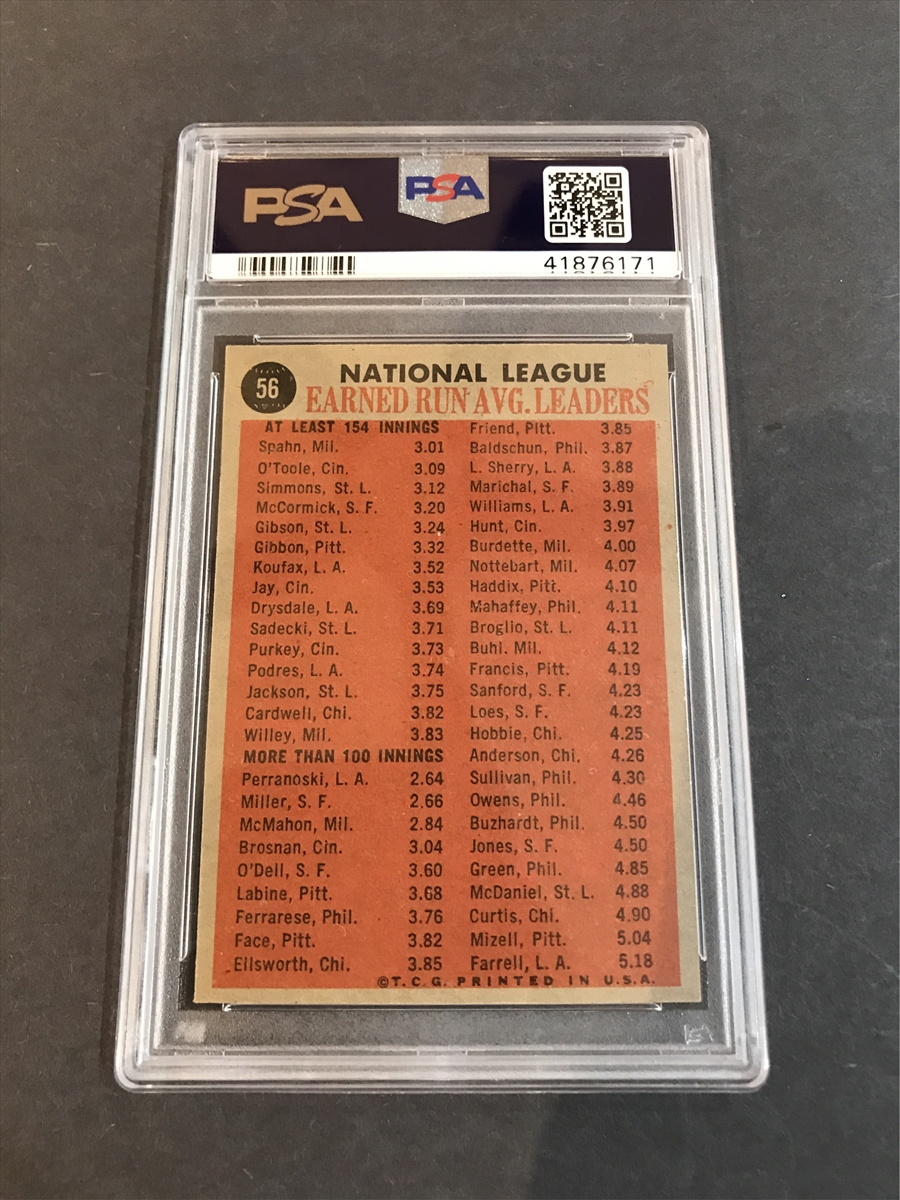 PSA PSA
41876171
56 NATIONAL LEAGUE
EARNED RUN AVG. LEADERS
AT LEAST 154 INNINGS
Spahn, Mil. 3.01
O'Toole, Cin. 3.09
Simmons, St. L. 3.12
McCormick, S. F. 3.20
Gibson, St. L. 3.24
Gibbon, Pitt. 3.32
Koufax, L. A. 3.52
Jay, Cin. 3.53
Drysdale, L. A. 3.69
Sadecki, St. L. 3.71
Purkey, Cin. 3.73
Podres, L. A. 3.74
Jackson, St. L. 3.75
Cardwell, Chi. 3.82
Willey, Mil. 3.83
MORE THAN 100 INNINGS
Perranoski, L. A. 2.64
Miller, S. F. 2.66
McMahon, Mil. 2.84
Brosnan, Cin. 3.04
O'Dell, S. F. 3.60
Labine, Pitt. 3.68
Ferrarese, Phil. 3.76
Face, Pitt. 3.82
Ellsworth, Chi. 3.85
Friend, Pitt. 3.85
Baldschun, Phil. 3.87
L. Sherry, L. A. 3.88
Marichal, S. F. 3.89
Williams, L. A. 3.91
Hunt, Cin. 3.97
Burdette, Mil. 4.00
Nottebart, Mil. 4.07
Haddix, Pitt. 4.10
Mahaffey, Phil. 4.11
Broglio, St. L. 4.11
Buhl. Mil. 4.12
Francis, Pitt. 4.19
Sanford, S. F. 4.23
Loes, S. F. 4.23
Hobbie, Chi. 4.25
Anderson, Chi. 4.26
Sullivan, Phil. 4.30
Owens, Phil. 4.46
Buzhardt, Phil. 4.50
Jones, S. F. 4.50
Green, Phil. 4.85
McDaniel, St. L. 4.88
Curtis, Chi. 4.90
Mizell, Pitt. 5.04
Farrell, L. A. 5.18
©T.C.G. PRINTED IN U.S.A.